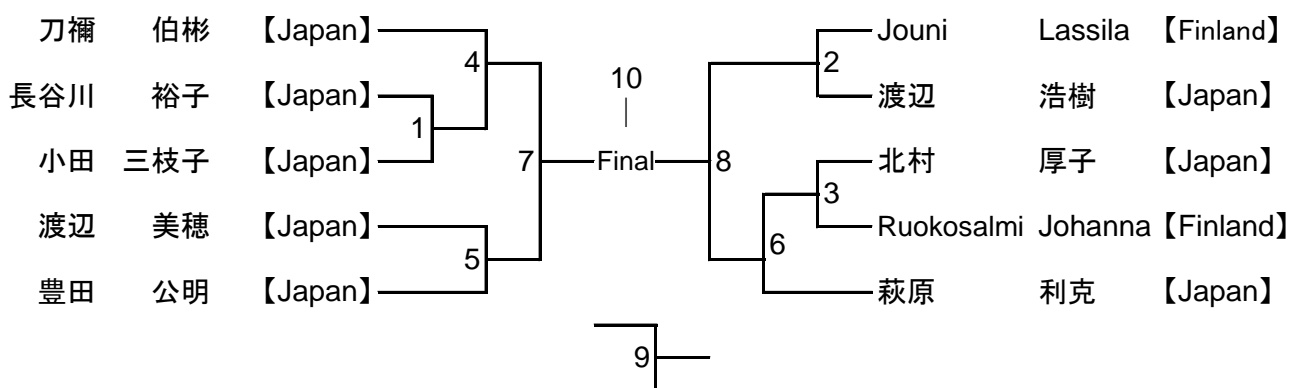 刀禰 伯彬 【Japan】 Jouni Lassila 【Finland】
4 2
10
長谷川 裕子 【Japan】 渡辺 浩樹 【Japan】
1
小田 三枝子 【Japan】 7 Final 8 北村 厚子 【Japan】
3
渡辺 美穂 【Japan】 Ruokosalmi Johanna 【Finland】
5 6
豊田 公明 【Japan】 萩原 利克 【Japan】
9